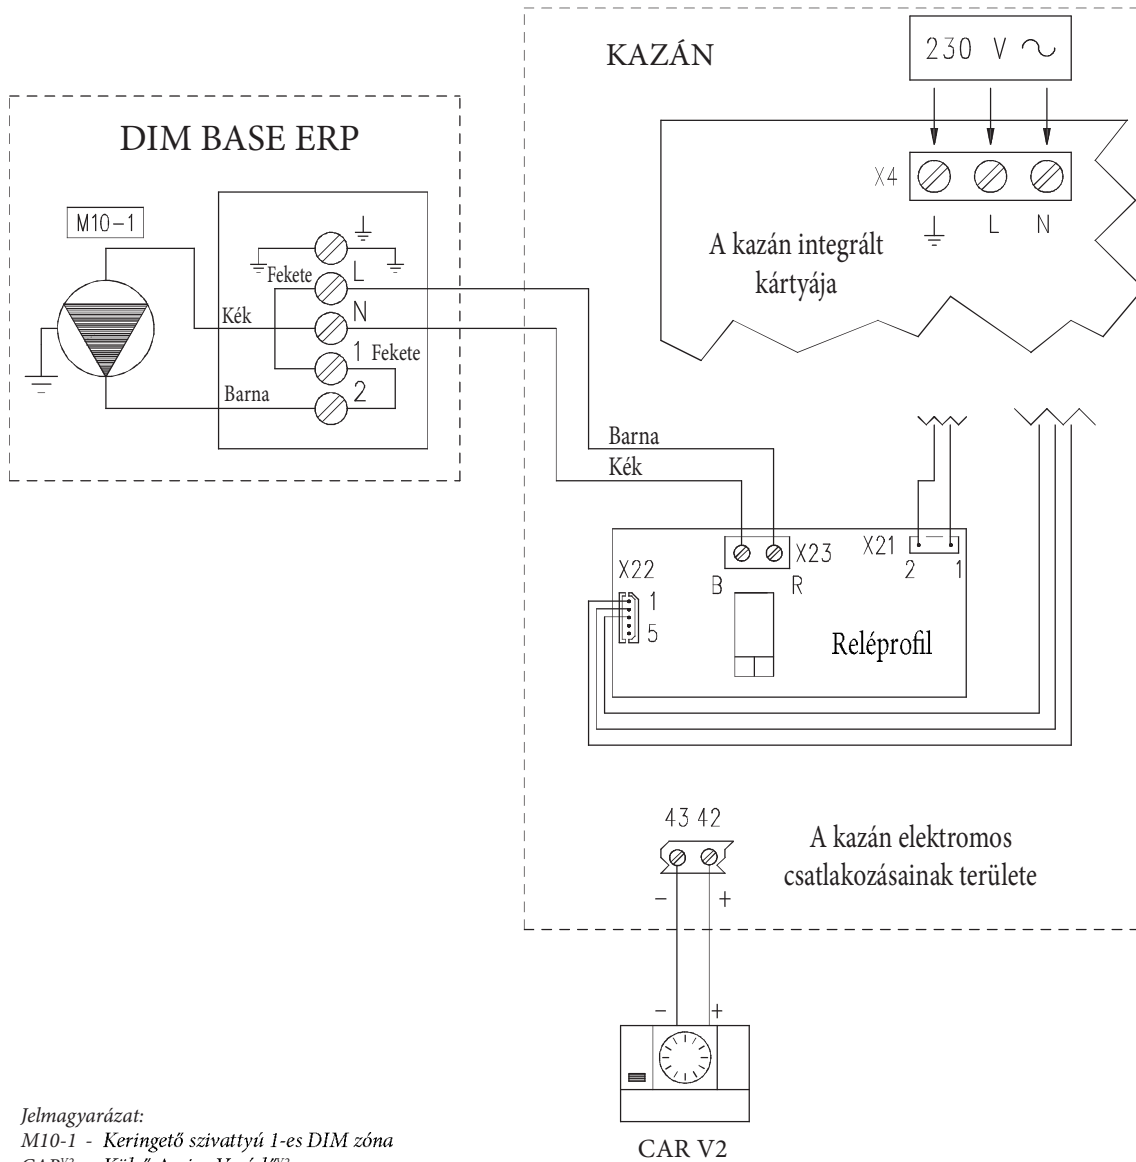 KAZÁN
230 V
DIM BASE ERP
M10-1
X4
L N
A kazán integrált
kártyája
Fekete
L
N
Kék
1
Fekete
2
Barna
Barna
Kék
X23
X21
2 1
X22
B R
1
5
Reléprofil
43 42
A kazán elektromos
csatlakozásainak területe
- +
- +
Jelmagyarázat:
M10-1 - Keringető szivattyú 1-es DIM zóna
CAR V2